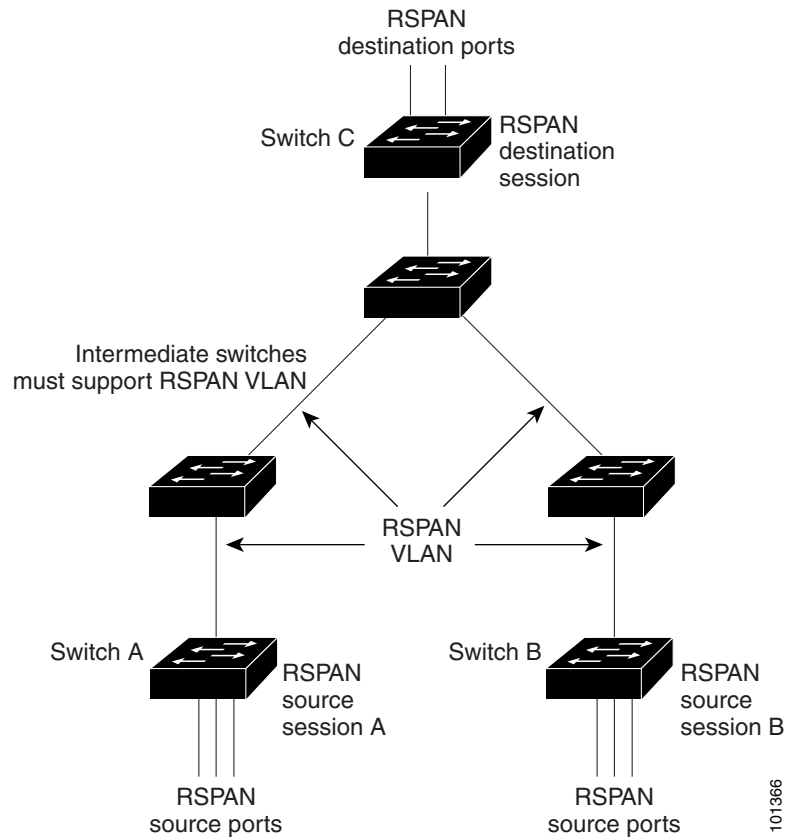 RSPAN
destination ports
Switch C
RSPAN
destination
session
Intermediate switches
must support RSPAN VLAN
RSPAN
VLAN
Switch A
RSPAN
source
session A
Switch B
RSPAN
source
session B
RSPAN
source ports
RSPAN
source ports
101366